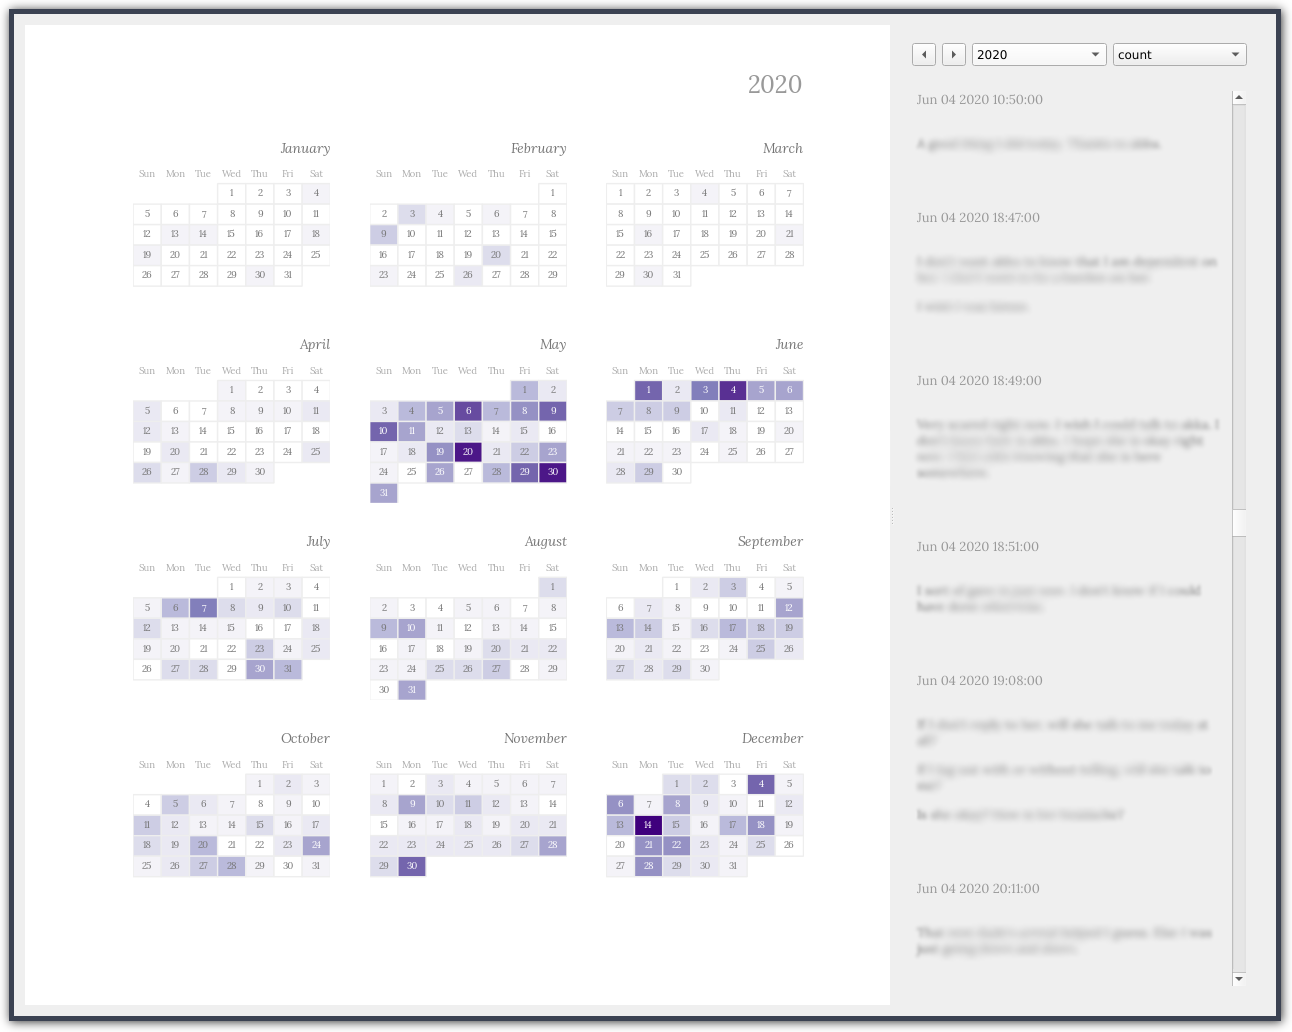 2020
January
Sun Mon Tue Wed Thu Fri Sat
1 2 3 4
5 6 7 8 9 10 11
12 13 14 15 16 17 18
19 20 21 22 23 24 25
26 27 28 29 30 31
February
Sun Mon Tue Wed Thu Fri Sat
1
2 3 4 5 6 7 8
9 10 11 12 13 14 15
16 17 18 19 20 21 22
23 24 25 26 27 28 29
March
Sun Mon Tue Wed Thu Fri Sat
1 2 3 4 5 6 7
8 9 10 11 12 13 14
15 16 17 18 19 20 21
22 23 24 25 26 27 28
29 30 31
April
Sun Mon Tue Wed Thu Fri Sat
1 2 3 4
5 6 7 8 9 10 11
12 13 14 15 16 17 18
19 20 21 22 23 24 25
26 27 28 29 30
May
Sun Mon Tue Wed Thu Fri Sat
1 2
3 4 5 6 7 8 9
10 11 12 13 14 15 16
17 18 19 20 21 22 23
24 25 26 27 28 29 30
31
June
Sun Mon Tue Wed Thu Fri Sat
1 2 3 4 5 6
7 8 9 10 11 12 13
14 15 16 17 18 19 20
21 22 23 24 25 26 27
28 29 30
July
Sun Mon Tue Wed Thu Fri Sat
1 2 3 4
5 6 7 8 9 10 11
12 13 14 15 16 17 18
19 20 21 22 23 24 25
26 27 28 29 30 31
August
Sun Mon Tue Wed Thu Fri Sat
1
2 3 4 5 6 7 8
9 10 11 12 13 14 15
16 17 18 19 20 21 22
23 24 25 26 27 28 29
30 31
September
Sun Mon Tue Wed Thu Fri Sat
1 2 3 4 5
6 7 8 9 10 11 12
13 14 15 16 17 18 19
20 21 22 23 24 25 26
27 28 29 30
October
Sun Mon Tue Wed Thu Fri Sat
1 2 3
4 5 6 7 8 9 10
11 12 13 14 15 16 17
18 19 20 21 22 23 24
25 26 27 28 29 30 31
November
Sun Mon Tue Wed Thu Fri Sat
1 2 3 4 5 6 7
8 9 10 11 12 13 14
15 16 17 18 19 20 21
22 23 24 25 26 27 28
29 30
December
Sun Mon Tue Wed Thu Fri Sat
1 2 3 4 5
6 7 8 9 10 11 12
13 14 15 16 17 18 19
20 21 22 23 24 25 26
27 28 29 30 31
2020 count
Jun 04 2020 10:50:00
Jun 04 2020 18:47:00
Jun 04 2020 18:49:00
Jun 04 2020 18:51:00
Jun 04 2020 19:08:00
Jun 04 2020 20:11:00